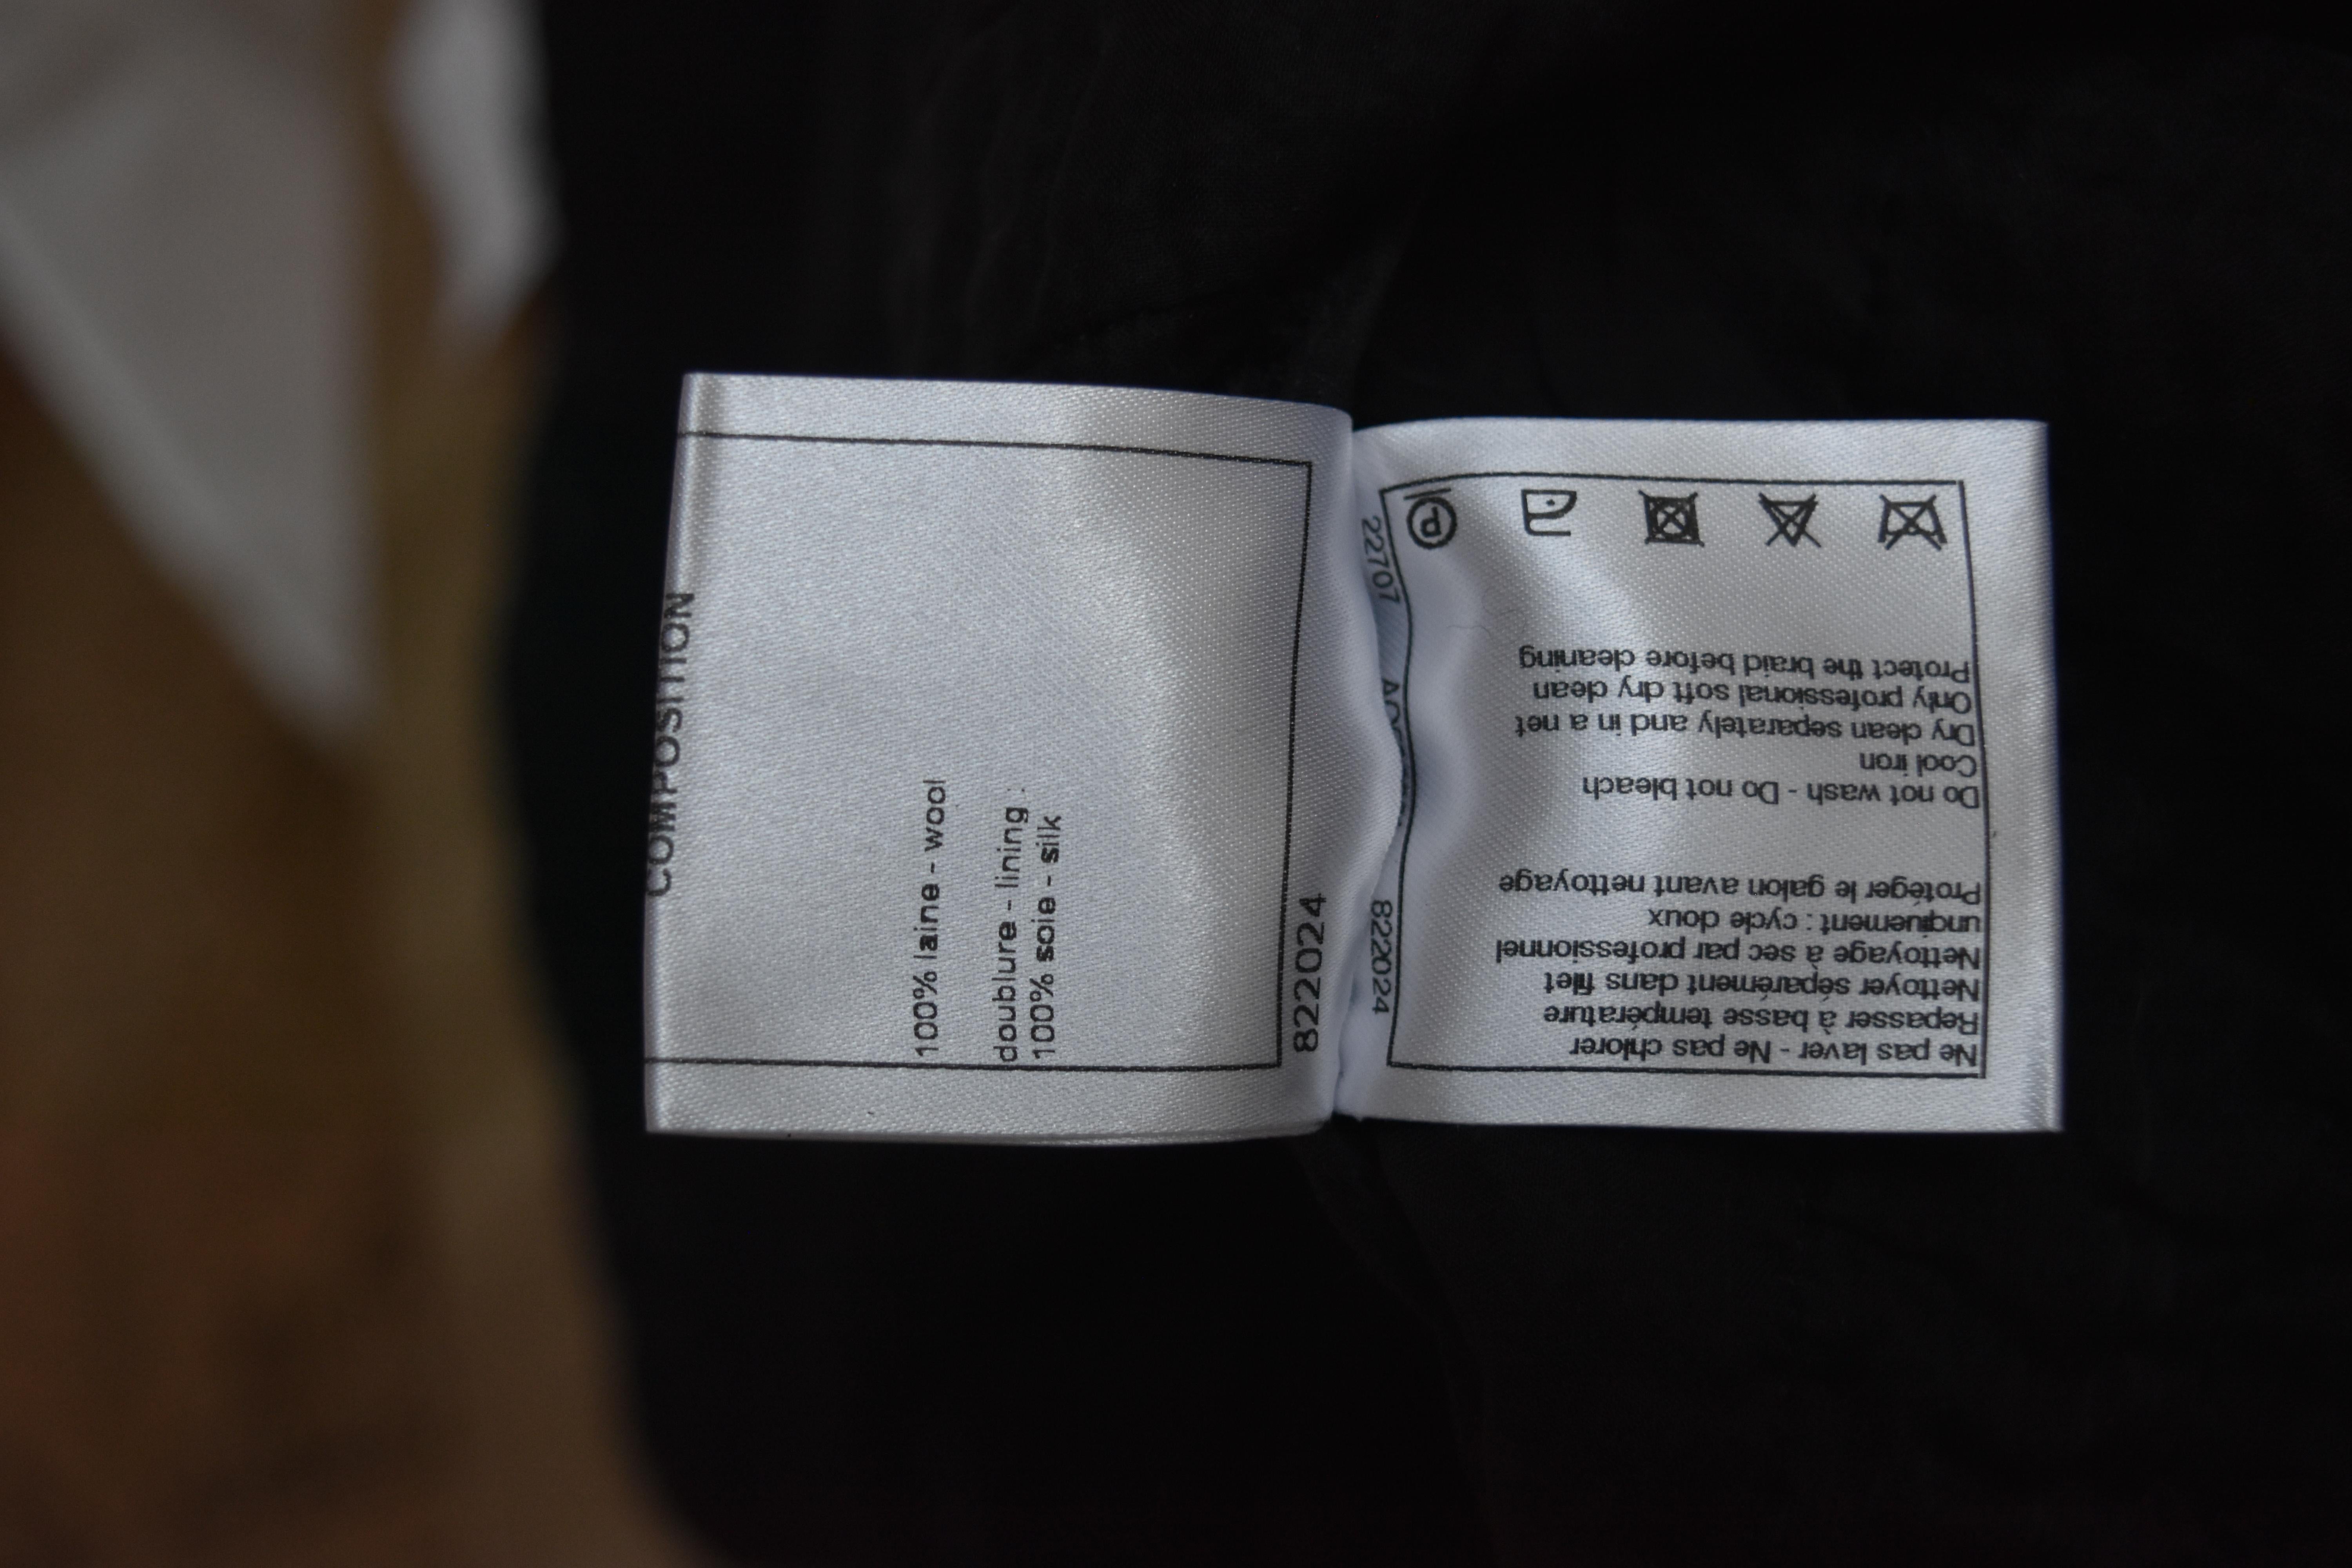 COMPOSITION
100% laine - wool
doublure - lining :
100% soie - silk
822024
822024
22707
Ne pas laver - Ne pas chlorer
Repasser à basse température
Nettoyer séparément dans filet
Nettoyage à sec par professionnel
unqiuement : cycle doux
Protéger le galon avant nettoyage
Do not wash - Do not bleach
Cool iron
Dry clean separately and in a net
Only professional soft dry clean
Protect the braid before cleaning
P